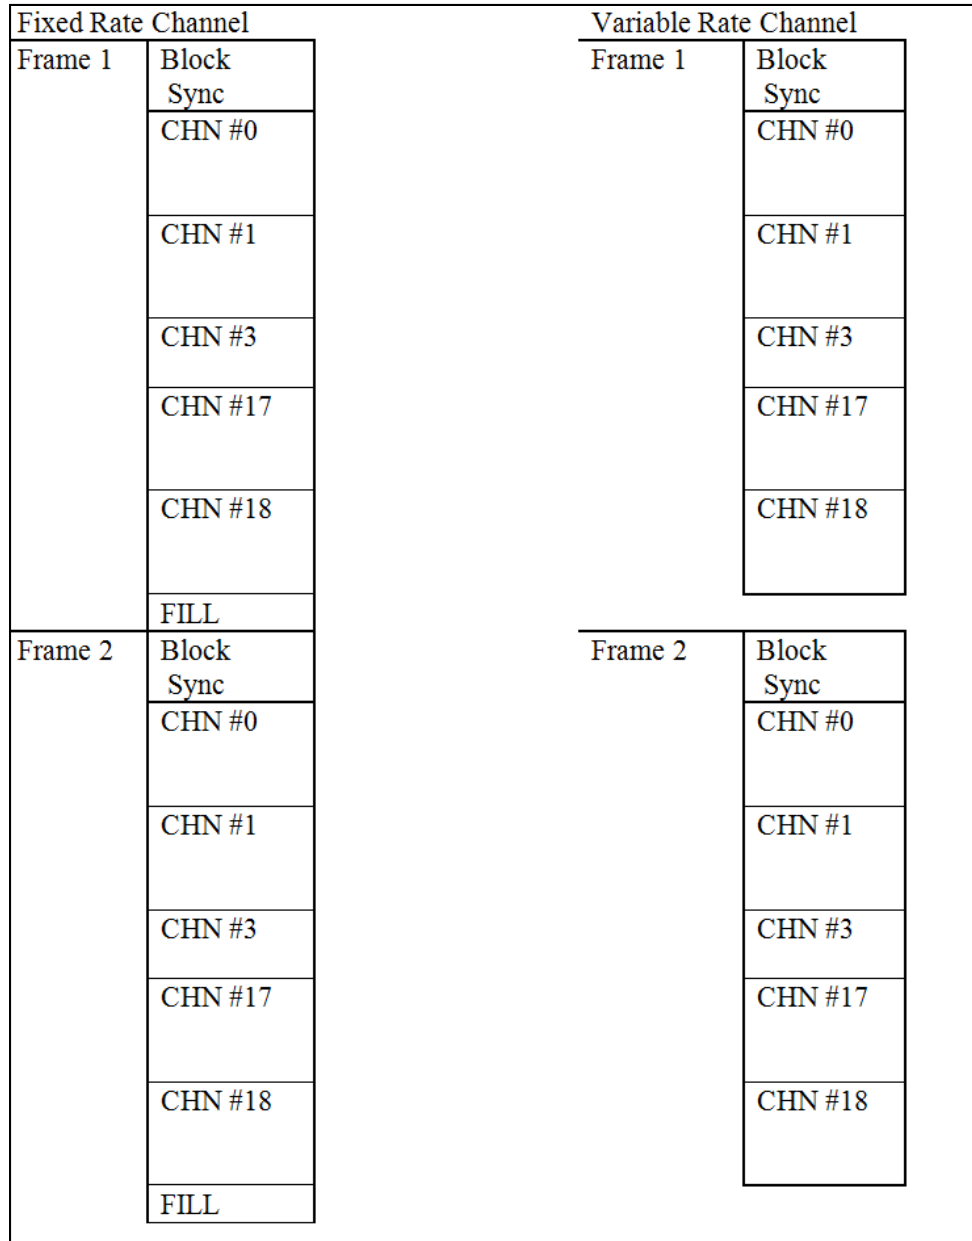 Fixed Rate Channel
Frame 1
Block
Sync
CHN #0
CHN #1
CHN #3
CHN #17
CHN #18
FILL
Frame 2
Block
Sync
CHN #0
CHN #1
CHN #3
CHN #17
CHN #18
FILL
Variable Rate Channel
Frame 1
Block
Sync
CHN #0
CHN #1
CHN #3
CHN #17
CHN #18
Frame 2
Block
Sync
CHN #0
CHN #1
CHN #3
CHN #17
CHN #18